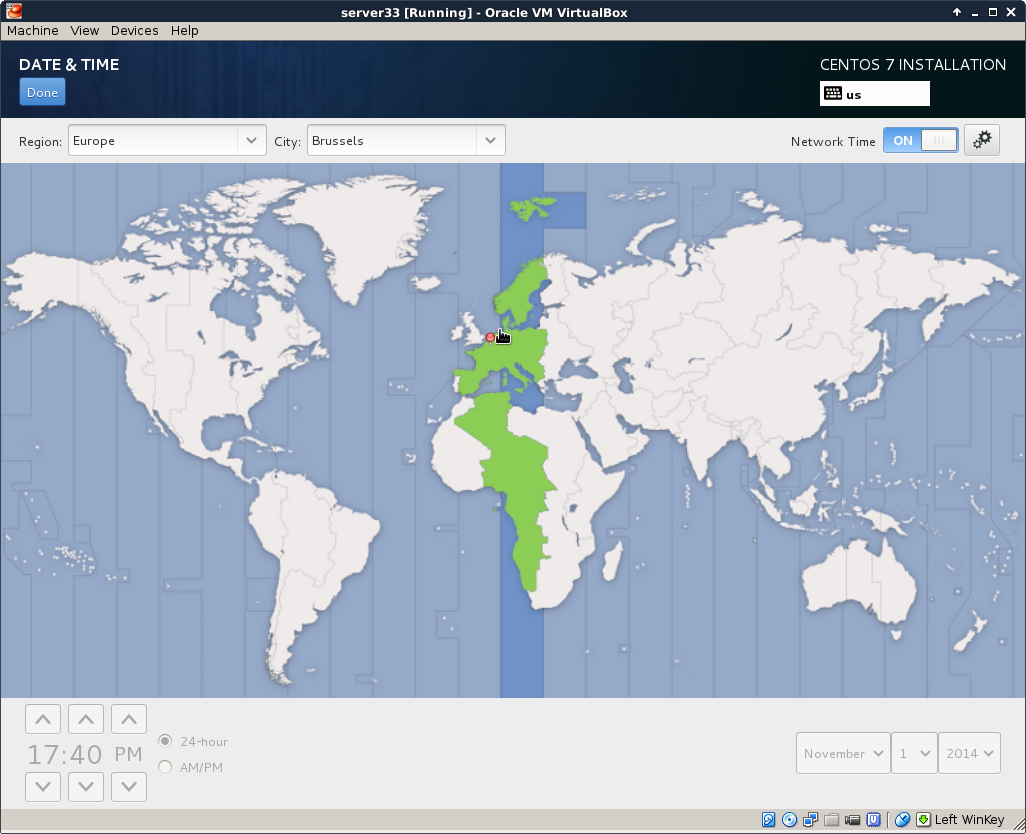 server33 [Running] - Oracle VM VirtualBox
Machine View Devices Help
DATE & TIME
CENTOS 7 INSTALLATION
Done
us
Region: Europe City: Brussels Network Time ON
17:40 PM
24-hour
AM/PM
November 1 2014
Left WinKey